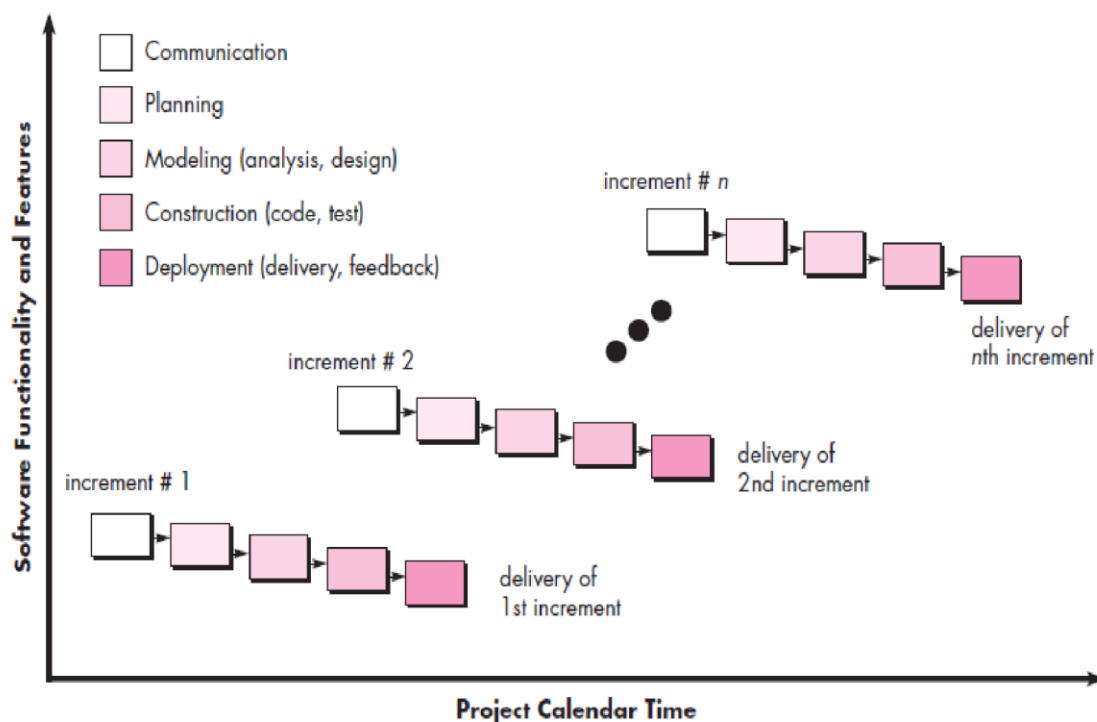 Software Functionality and Features
Communication
Planning
Modeling (analysis, design)
Construction (code, test)
Deployment (delivery, feedback)
increment # n
delivery of
nth increment
increment # 2
delivery of
2nd increment
increment # 1
delivery of
1st increment
Project Calendar Time